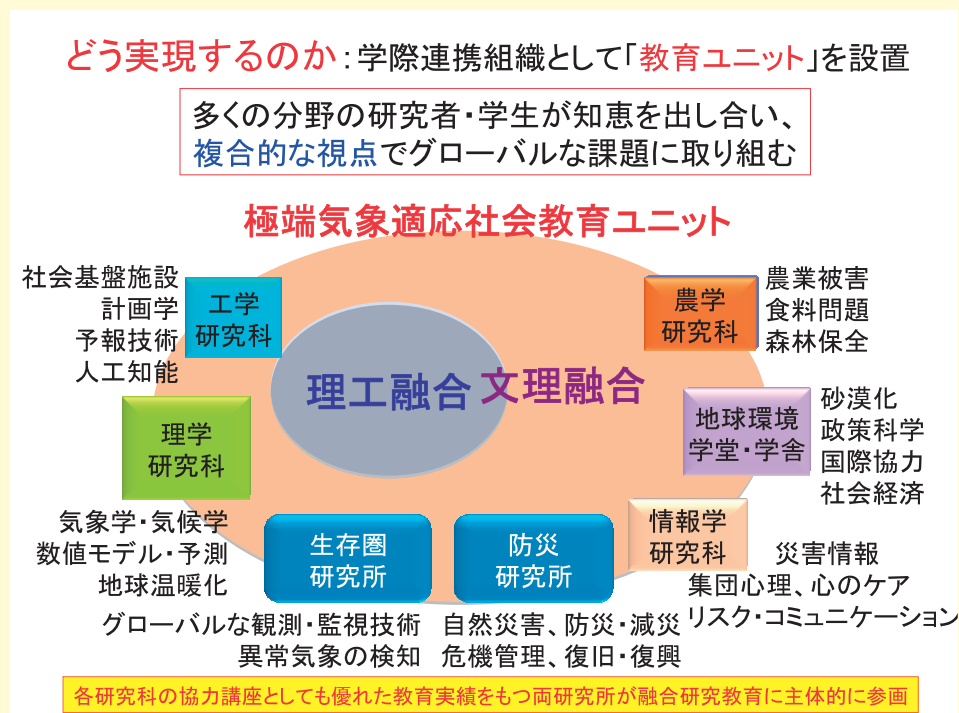 どう実現するのか：学際連携組織として「教育ユニット」を設置
多くの分野の研究者・学生が知恵を出し合い、
複合的な視点でグローバルな課題に取り組む
極端気象適応社会教育ユニット
社会基盤施設
計画学
予報技術
人工知能
工学
研究科
農学
研究科
農業被害
食料問題
森林保全
理工融合
文理融合
理学
研究科
地球環境
学堂・学舎
砂漠化
政策科学
国際協力
社会経済
気象学・気候学
数値モデル・予測
地球温暖化
生存圏
研究所
防災
研究所
情報学
研究科
災害情報
集団心理、心のケア
リスク・コミュニケーション
グローバルな観測・監視技術
異常気象の検知
自然災害、防災・減災
危機管理、復旧・復興
各研究科の協力講座としても優れた教育実績をもつ両研究所が融合研究教育に主体的に参画